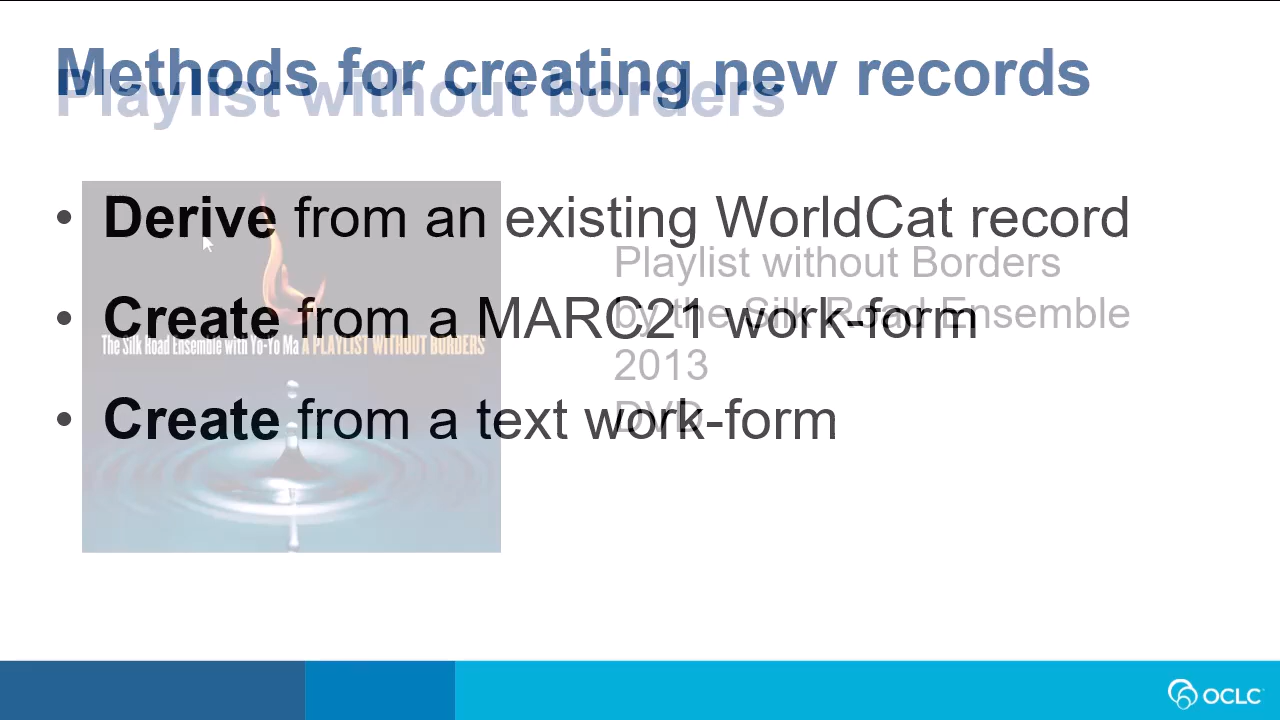 Methods for creating new records
Playlist without borders
• Derive from an existing WorldCat record
Playlist without Borders
• Create from a MARC21 work-form
by the Silk Road Ensemble
The Silk Road Ensemble with Yo-Yo Ma A PLAYLIST WITHOUT BORDERS
2013
• Create from a text work-form
DVD
OCLC